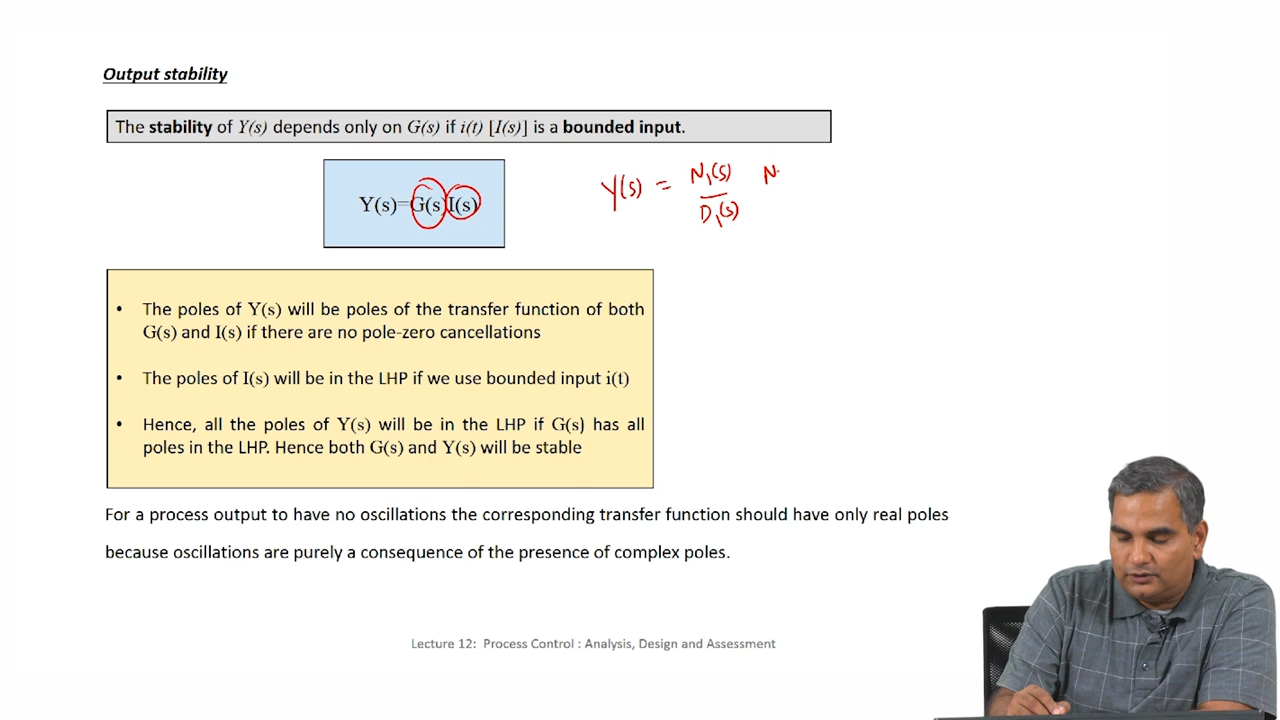 Output stability
The stability of Y(s) depends only on G(s) if i(t) [I(s)] is a bounded input.
Y(s)=G(s)I(s)
Y(s) = N₁(s) N
D₁(s)
• The poles of Y(s) will be poles of the transfer function of both
G(s) and I(s) if there are no pole-zero cancellations
• The poles of I(s) will be in the LHP if we use bounded input i(t)
• Hence, all the poles of Y(s) will be in the LHP if G(s) has all
poles in the LHP. Hence both G(s) and Y(s) will be stable
For a process output to have no oscillations the corresponding transfer function should have only real poles
because oscillations are purely a consequence of the presence of complex poles.
Lecture 12: Process Control : Analysis, Design and Assessment